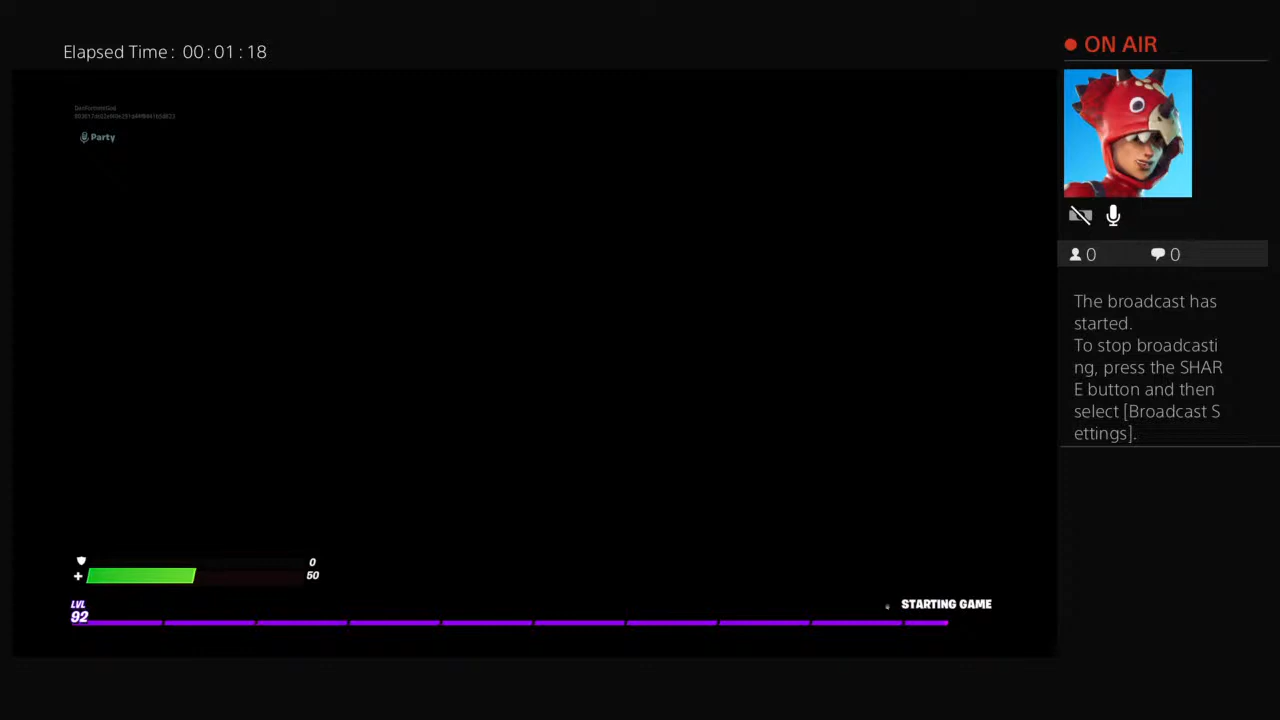 Elapsed Time: 00:01:18
ON AIR
DanFortniteGod
Party
0
0
The broadcast has
started.
To stop broadcasti
ng, press the SHAR
E button and then
select [Broadcast S
ettings].
0
50
LVL
92
STARTING GAME